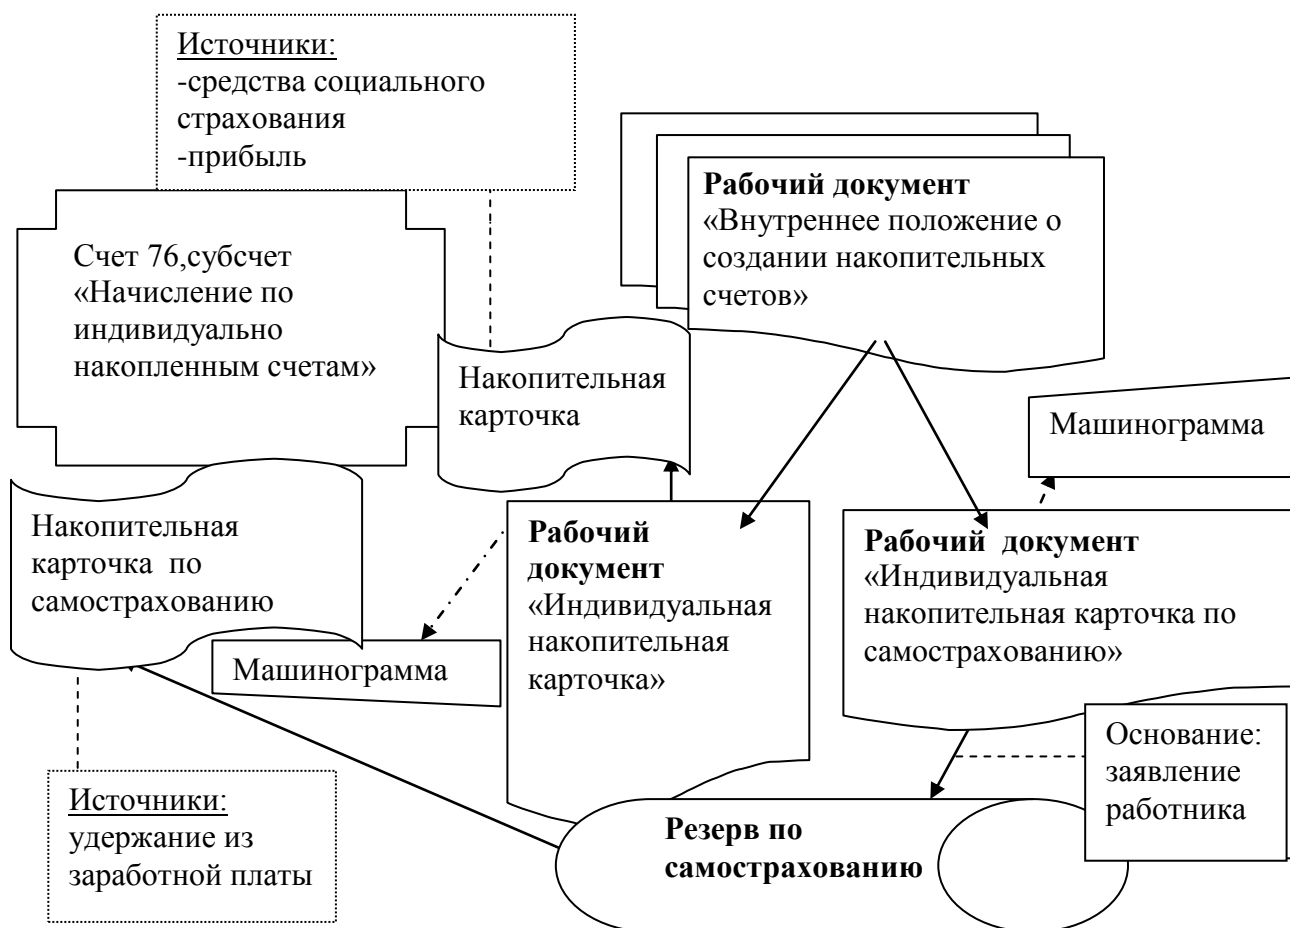 Источники:
-средства социального
страхования
-прибыль
Рабочий документ
«Внутреннее положение о
создании накопительных
счетов»
Счет 76,субсчет
«Начисление по
индивидуально
накопленным счетам»
Накопительная
карточка
Машинограмма
Накопительная
карточка по
самострахованию
Рабочий
документ
«Индивидуальная
накопительная
карточка»
Рабочий документ
«Индивидуальная
накопительная карточка по
самострахованию»
Машинограмма
Источники:
удержание из
заработной платы
Резерв по
самострахованию
Основание:
заявление
работника